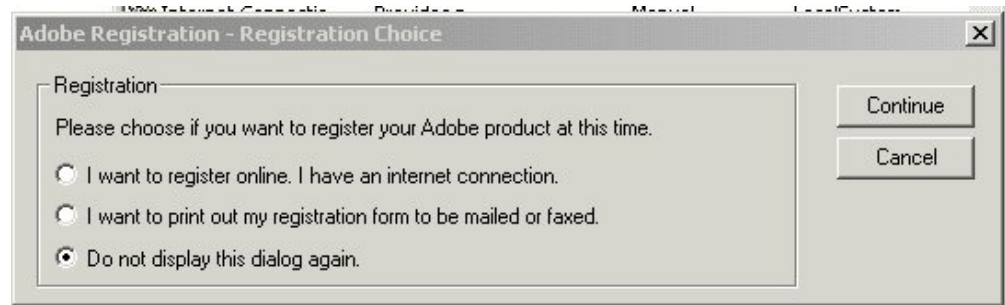 Adobe Registration - Registration Choice
Registration
Please choose if you want to register your Adobe product at this time.
I want to register online. I have an internet connection.
I want to print out my registration form to be mailed or faxed.
Do not display this dialog again.
Continue
Cancel